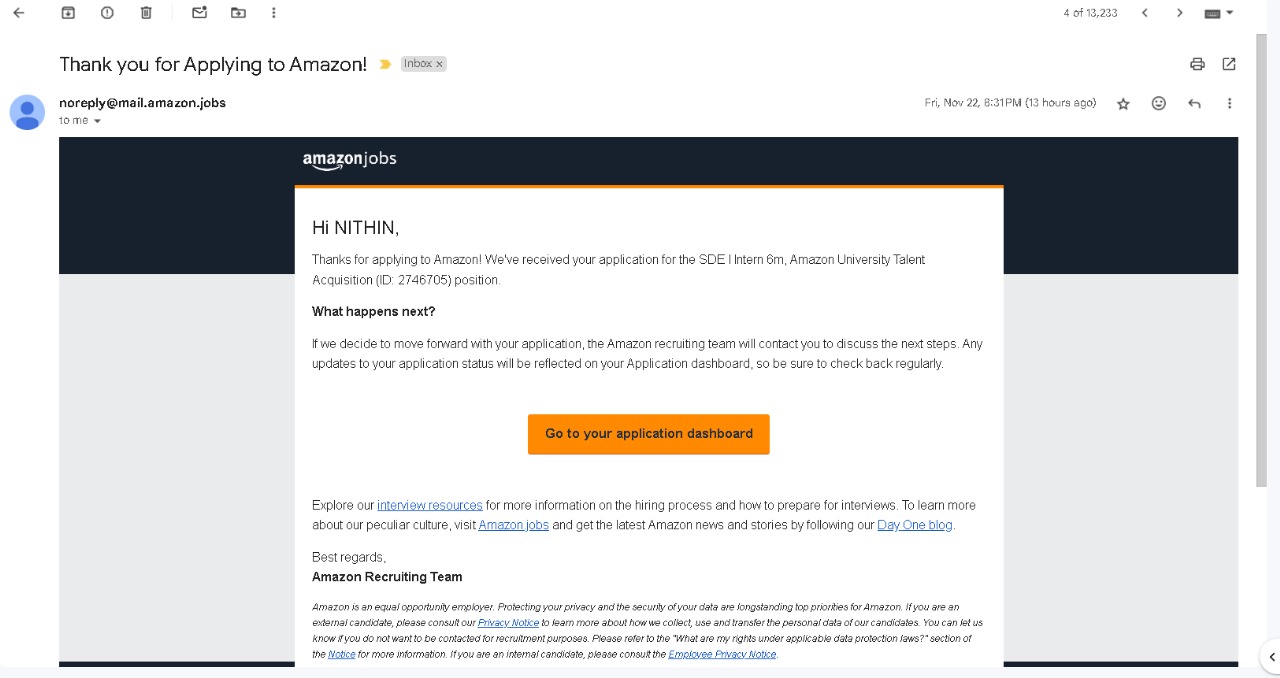 4 of 13,233
Thank you for Applying to Amazon!
Inbox x
noreply@mail.amazon.jobs
Fri, Nov 22, 8:31 PM (13 hours ago)
to me
amazon jobs
Hi NITHIN,
Thanks for applying to Amazon! We've received your application for the SDE I Intern 6m, Amazon University Talent
Acquisition (ID: 2746705) position.
What happens next?
If we decide to move forward with your application, the Amazon recruiting team will contact you to discuss the next steps. Any
updates to your application status will be reflected on your Application dashboard, so be sure to check back regularly.
Go to your application dashboard
Explore our interview resources for more information on the hiring process and how to prepare for interviews. To learn more
about our peculiar culture, visit Amazon.jobs and get the latest Amazon news and stories by following our Day One blog.
Best regards,
Amazon Recruiting Team
Amazon is an equal opportunity employer. Protecting your privacy and the security of your data are longstanding top priorities for Amazon. If you are an
external candidate, please consult our Privacy Notice to learn more about how we collect, use and transfer the personal data of our candidates. You can let us
know if you do not want to be contacted for recruitment purposes. Please refer to the "What are my rights under applicable data protection laws?" section of
the Notice for more information. If you are an internal candidate, please consult the Employee Privacy Notice.